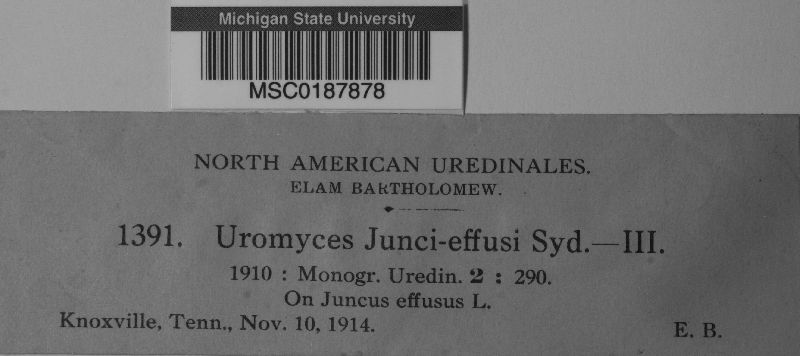 Michigan State University
MSC0187878
NORTH AMERICAN UREDINALES.
ELAM BARTHOLOMEW.
1391. Uromyces Junci-effusi Syd.—III.
1910 : Monogr. Uredin. 2 : 290.
On Juncus effusus L.
Knoxville, Tenn., Nov. 10, 1914.
E. B.